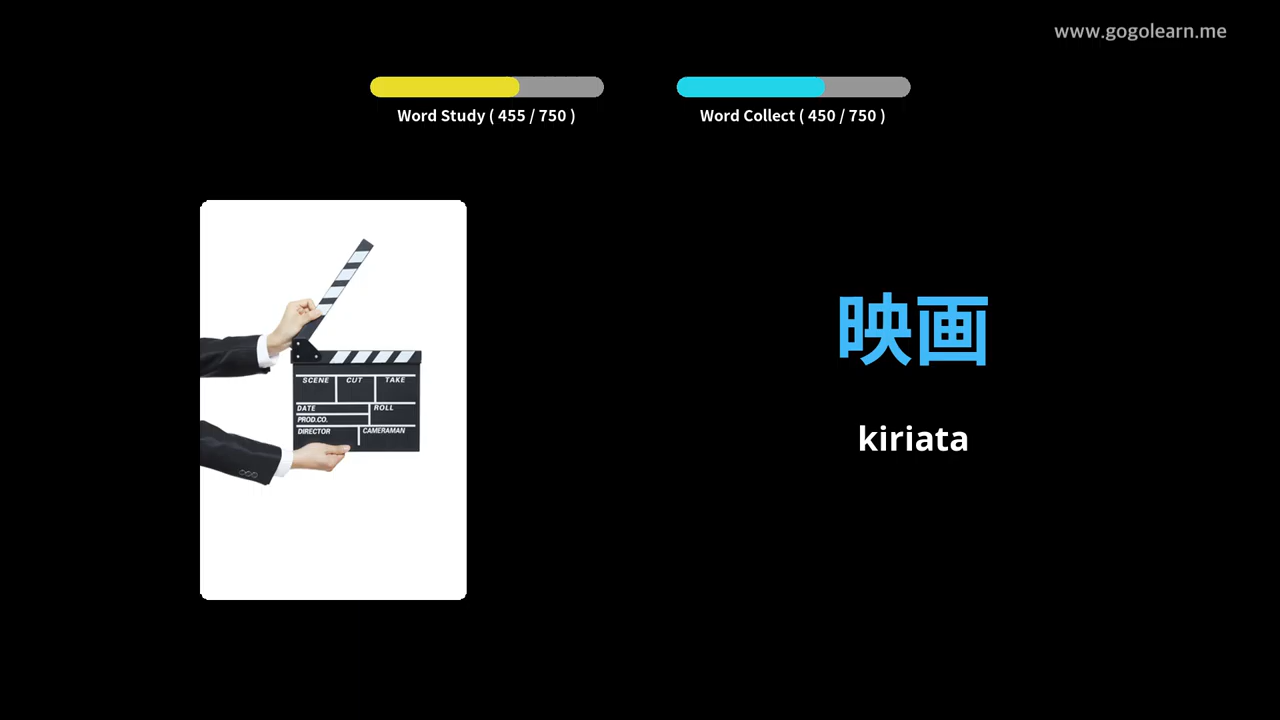 www.gogolearn.me
Word Study ( 455 / 750 )
Word Collect ( 450 / 750 )
SCENE CUT TAKE
DATE ROLL
PROD.CO.
DIRECTOR CAMERAMAN
映画
kiriata